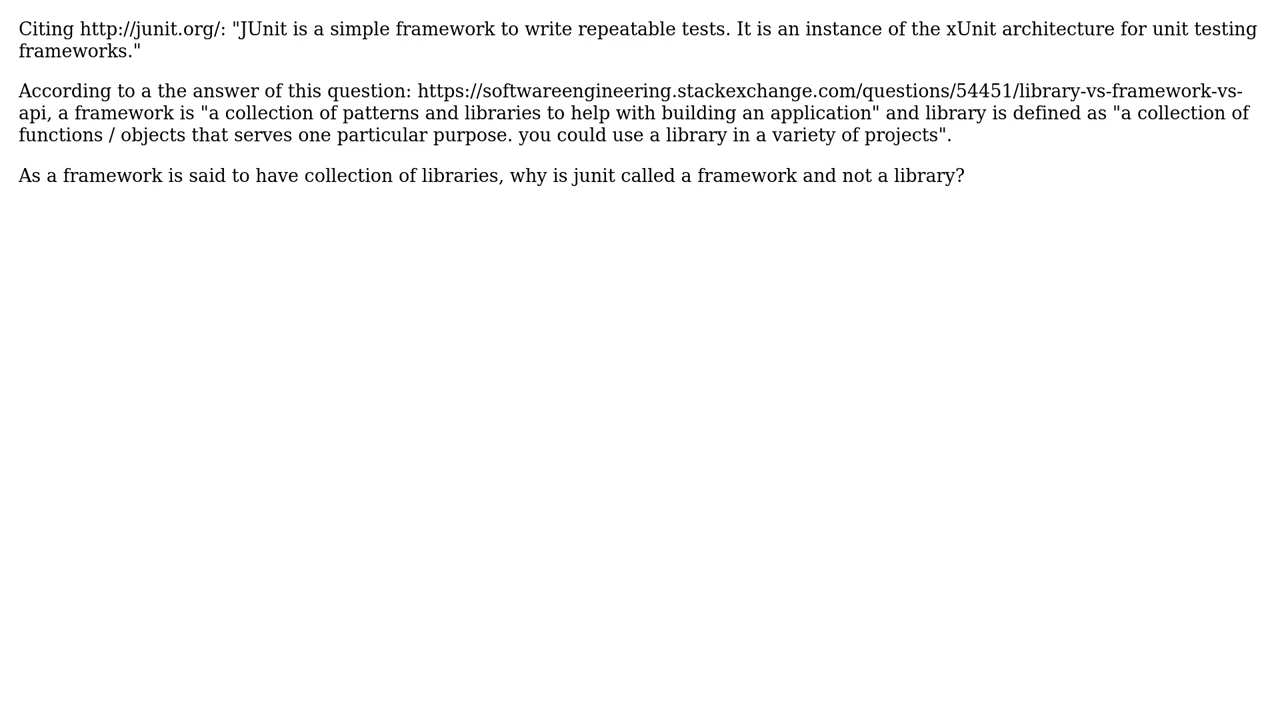 Citing http://junit.org/: "JUnit is a simple framework to write repeatable tests. It is an instance of the xUnit architecture for unit testing
frameworks."
According to a the answer of this question: https://softwareengineering.stackexchange.com/questions/54451/library-vs-framework-vs-
api, a framework is "a collection of patterns and libraries to help with building an application" and library is defined as "a collection of
functions / objects that serves one particular purpose. you could use a library in a variety of projects".
As a framework is said to have collection of libraries, why is junit called a framework and not a library?